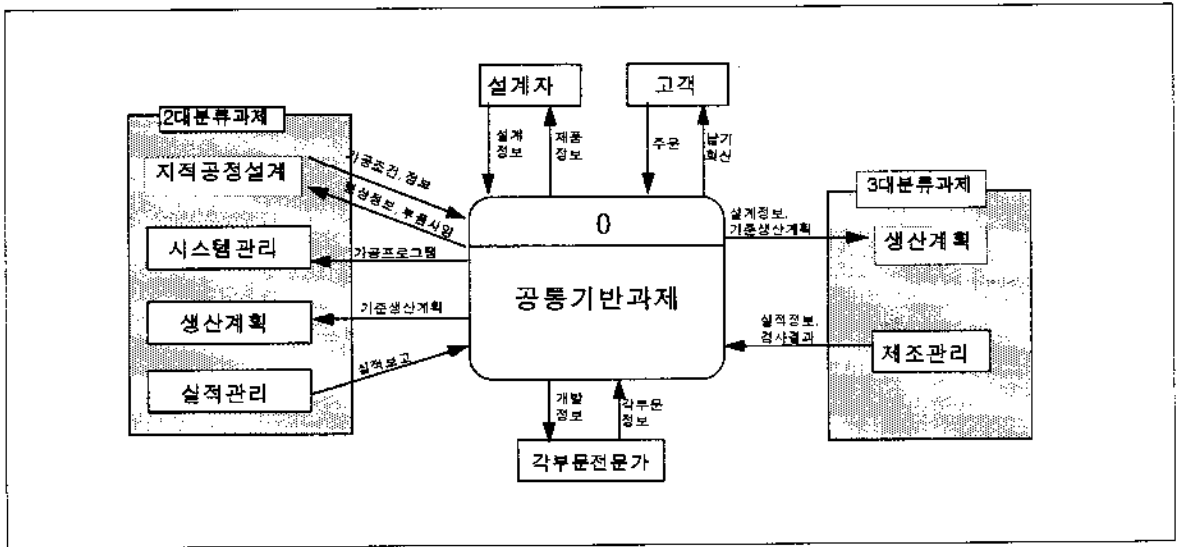 설계자
고객
2대분류과제
설계
정보
제품
정보
주문
납기
회신
지적공정설계
가공조건, 정보
형성정보, 부품사양
3대분류과제
0
설계정보,
기준생산계획
생산계획
시스템관리
가공프로그램
공통기반과제
생산계획
기준생산계획
실적정보,
검사결과
제조관리
실적관리
실적보고
개발
정보
각부문
정보
각부문전문가